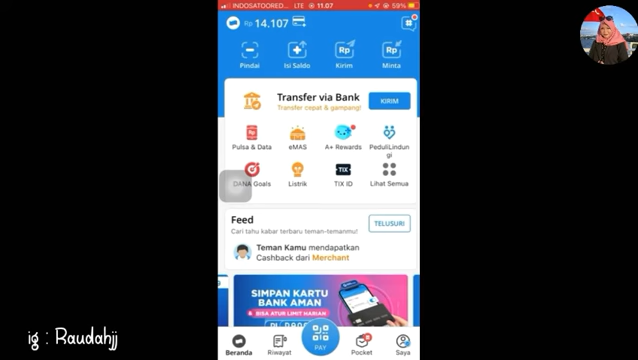 INDOSATOORED... LTE 11.07 59%
Rp 14.107
Pindai Isi Saldo Kirim Minta
Transfer via Bank
Transfer cepat & gampang!
KIRIM
Pulsa & Data eMAS A+ Rewards PeduliLindun
gi
DANA Goals Listrik TIX ID Lihat Semua
Feed
Cari tahu kabar terbaru teman-temanmu!
TELUSURI
Teman Kamu mendapatkan
Cashback dari Merchant
SIMPAN KARTU
BANK AMAN
& BISA ATUR LIMIT HARIAN
PAY
Beranda Riwayat Pocket Saya
ig : Raudahjj